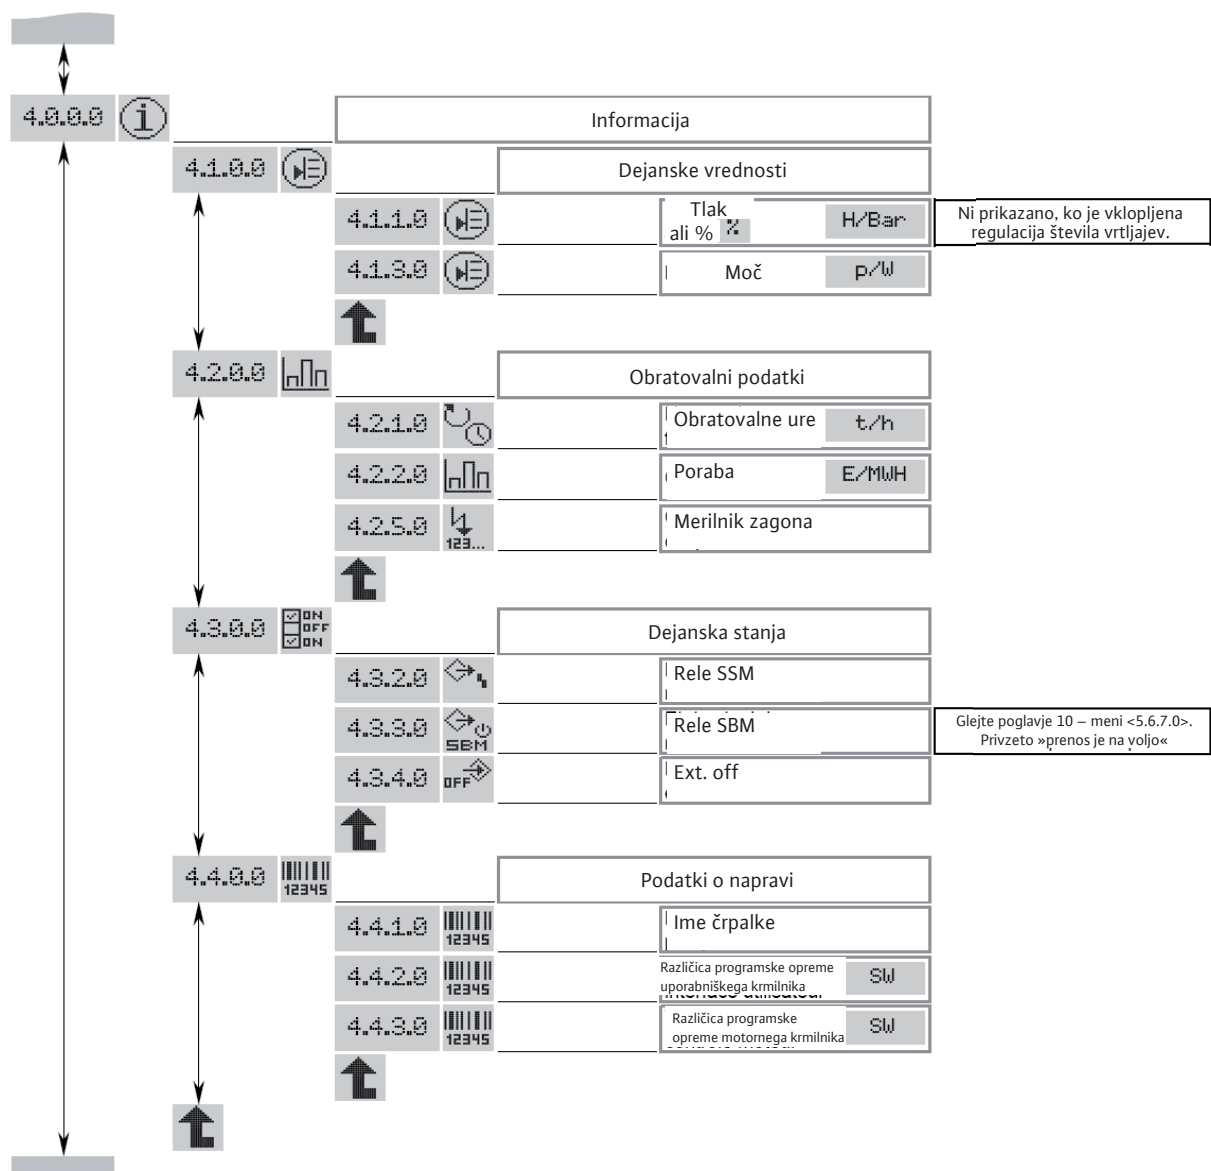 4.0.0.0 i Informacija
4.1.0.0 Dejanske vrednosti
4.1.1.0 Tlak H/Bar
ali % %
Ni prikazano, ko je vklopljena
regulacija števila vrtljajev.
4.1.3.0 Moč p/W
4.2.0.0 Obratovalni podatki
4.2.1.0 Obratovalne ure t/h
4.2.2.0 Poraba E/MWH
4.2.5.0 123... Merilnik zagona
4.3.0.0 ON
OFF
ON
Dejanska stanja
4.3.2.0 Rele SSM
4.3.3.0 SBM Rele SBM
Glejte poglavje 10 – meni <5.6.7.0>.
Privzeto »prenos je na voljo«
4.3.4.0 OFF Ext. off
4.4.0.0 12345 Podatki o napravi
4.4.1.0 12345 Ime črpalke
4.4.2.0 12345 Različica programske opreme
uporabniškega krmilnika SW
4.4.3.0 12345 Različica programske
opreme motornega krmilnika SW